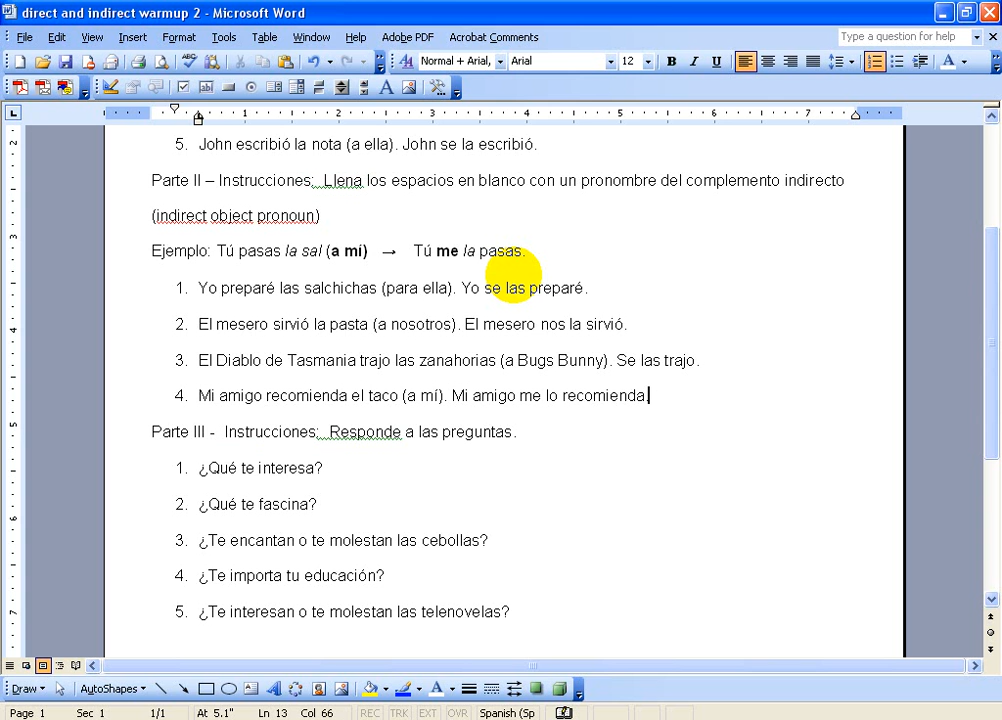 direct and indirect warmup 2 - Microsoft Word
File Edit View Insert Format Tools Table Window Help Adobe PDF Acrobat Comments Type a question for help
Normal + Arial, Arial 12 B I U
1 2 3 4 5 6 7
5. John escribió la nota (a ella). John se la escribió.
Parte II – Instrucciones: Llena los espacios en blanco con un pronombre del complemento indirecto
(indirect object pronoun)
Ejemplo: Tú pasas la sal (a mí) → Tú me la pasas.
1. Yo preparé las salchichas (para ella). Yo se las preparé.
2. El mesero sirvió la pasta (a nosotros). El mesero nos la sirvió.
3. El Diablo de Tasmania trajo las zanahorias (a Bugs Bunny). Se las trajo.
4. Mi amigo recomienda el taco (a mí). Mi amigo me lo recomienda.
Parte III - Instrucciones: Responde a las preguntas.
1. ¿Qué te interesa?
2. ¿Qué te fascina?
3. ¿Te encantan o te molestan las cebollas?
4. ¿Te importa tu educación?
5. ¿Te interesan o te molestan las telenovelas?
Draw AutoShapes
Page 1 Sec 1 1/1 At 5.1" Ln 13 Col 66 REC TRK EXT OVR Spanish (Sp